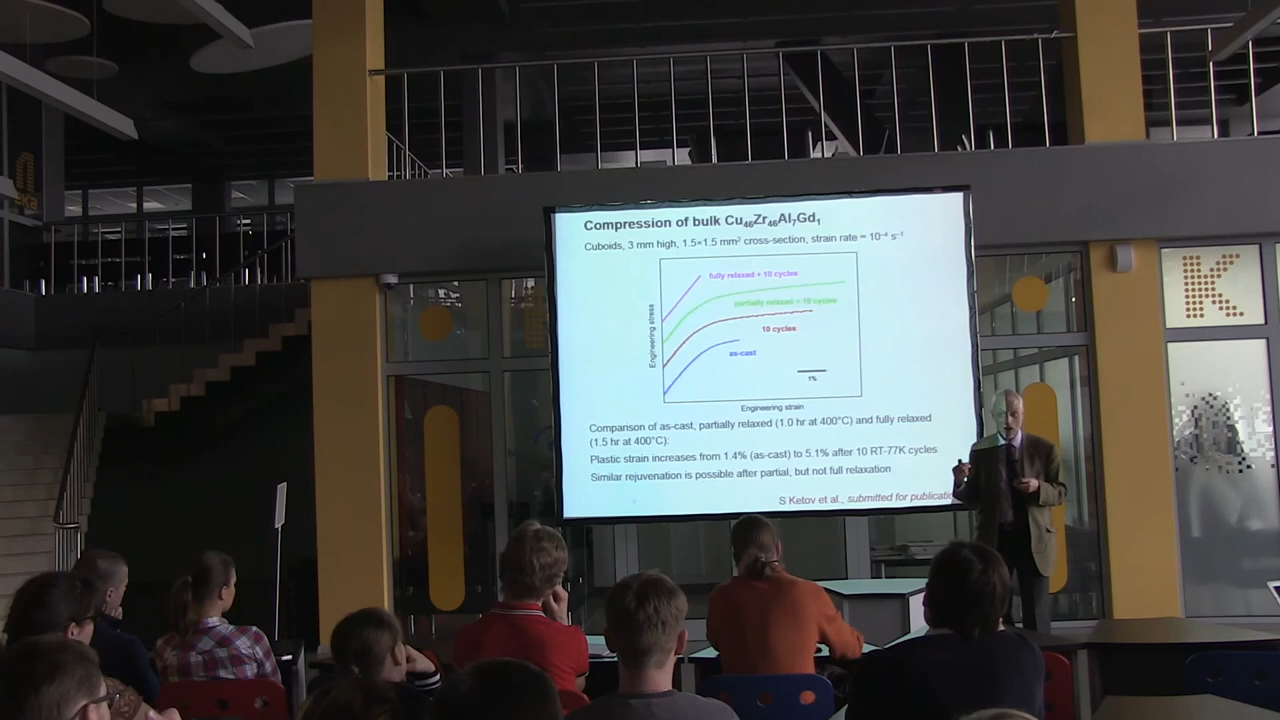 Compression of bulk Cu₄₆Zr₄₆Al₇Gd₁
Cuboids, 3 mm high, 1.5×1.5 mm² cross-section, strain rate = 10⁻⁴ s⁻¹
fully relaxed + 10 cycles
partially relaxed + 10 cycles
10 cycles
as-cast
1%
Engineering stress
Engineering strain
Comparison of as-cast, partially relaxed (1.0 hr at 400°C) and fully relaxed
(1.5 hr at 400°C):
Plastic strain increases from 1.4% (as-cast) to 5.1% after 10 RT-77K cycles
Similar rejuvenation is possible after partial, but not full relaxation
S Ketov et al., submitted for publicatio
K